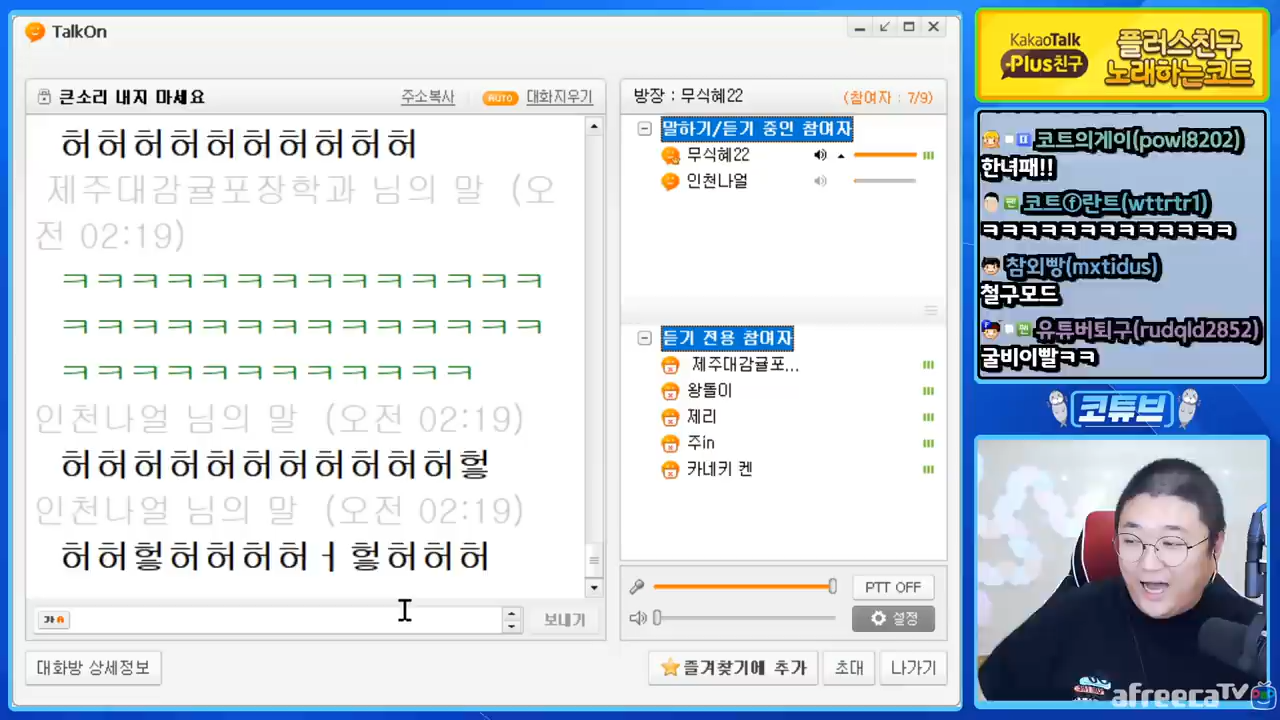 TalkOn
큰소리 내지 마세요
주소복사
AUTO 대화지우기
허허허허허허허허허허
제주대감귤포장학과 님의 말 (오
전 02:19)
ㅋㅋㅋㅋㅋㅋㅋㅋㅋㅋㅋㅋㅋㅋ
ㅋㅋㅋㅋㅋㅋㅋㅋㅋㅋㅋㅋㅋㅋ
ㅋㅋㅋㅋㅋㅋㅋㅋㅋㅋㅋㅋ
인천나얼 님의 말 (오전 02:19)
허허허허허허허허허허허헣
인천나얼 님의 말 (오전 02:19)
허허헣허허허허ㅓ헣허허허
가
보내기
대화방 상세정보
방장 : 무식혜22
(참여자 : 7/9)
말하기/듣기 중인 참여자
무식혜22
인천나얼
듣기 전용 참여자
제주대감귤포...
왕돌이
제리
주in
카네키 켄
PTT OFF
설정
즐겨찾기에 추가
초대
나가기
KakaoTalk
Plus친구
플러스친구
노래하는코트
코트의게이(powl8202)
한녀패!!
팬 코트ⓕ란트(wttrtr1)
ㅋㅋㅋㅋㅋㅋㅋㅋㅋㅋㅋㅋㅋ
참외빵(mxtidus)
철구모드
팬 유튜버퇴구(rudqld2852)
굴비이빨ㅋㅋ
코튜브
afreecaTV